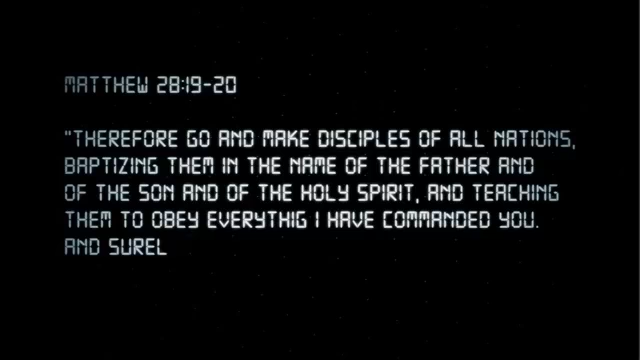 MATTHEW 28:19-20
"THEREFORE GO AND MAKE DISCIPLES OF ALL NATIONS,
BAPTIZING THEM IN THE NAME OF THE FATHER AND
OF THE SON AND OF THE HOLY SPIRIT, AND TEACHING
THEM TO OBEY EVERYTHIG I HAVE COMMANDED YOU.
AND SUREL